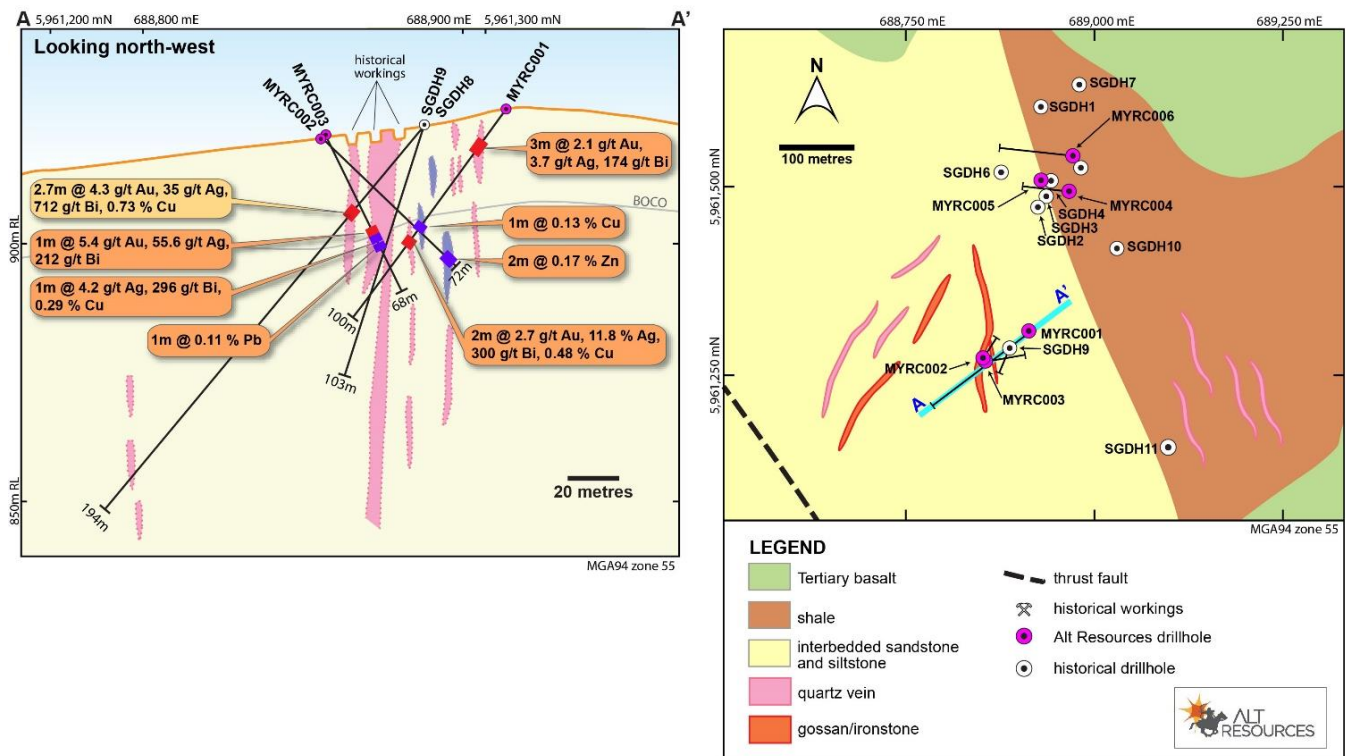 A
5,961,200 mN
688,800 mE
688,900 mE
5,961,300 mN
A'
Looking north-west
historical
workings
MYRC002
MYRC003
SGDH9
SGDH8
MYRC001
3m @ 2.1 g/t Au,
3.7 g/t Ag, 174 g/t Bi
2.7m @ 4.3 g/t Au, 35 g/t Ag,
712 g/t Bi, 0.73 % Cu
BOCO
1m @ 5.4 g/t Au, 55.6 g/t Ag,
212 g/t Bi
1m @ 0.13 % Cu
2m @ 0.17 % Zn
900m RL
1m @ 4.2 g/t Ag, 296 g/t Bi,
0.29 % Cu
72m
68m
100m
1m @ 0.11 % Pb
2m @ 2.7 g/t Au, 11.8 % Ag,
300 g/t Bi, 0.48 % Cu
103m
20 metres
850m RL
194m
MGA94 zone 55
688,750 mE
689,000 mE
689,250 mE
N
100 metres
SGDH7
SGDH1
MYRC006
SGDH6
5,961,500 mN
MYRC005
MYRC004
SGDH4
SGDH3
SGDH2
SGDH10
A'
MYRC001
SGDH9
5,961,250 mN
MYRC002
MYRC003
A
SGDH11
MGA94 zone 55
LEGEND
Tertiary basalt
shale
interbedded sandstone
and siltstone
quartz vein
gossan/ironstone
thrust fault
historical workings
Alt Resources drillhole
historical drillhole
ALT
RESOURCES